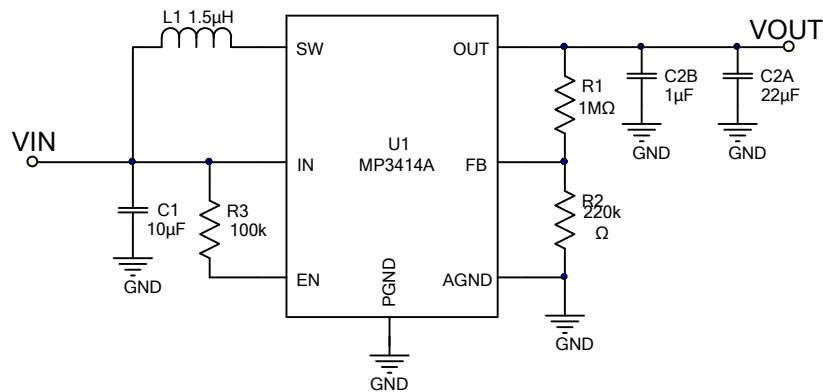 L1 1.5µH
SW
OUT
VOUT
R1
1MΩ
C2B
1µF
C2A
22µF
GND
GND
VIN
U1
MP3414A
IN
FB
C1
10µF
R3
100k
R2
220k
Ω
GND
EN
PGND
AGND
GND
GND